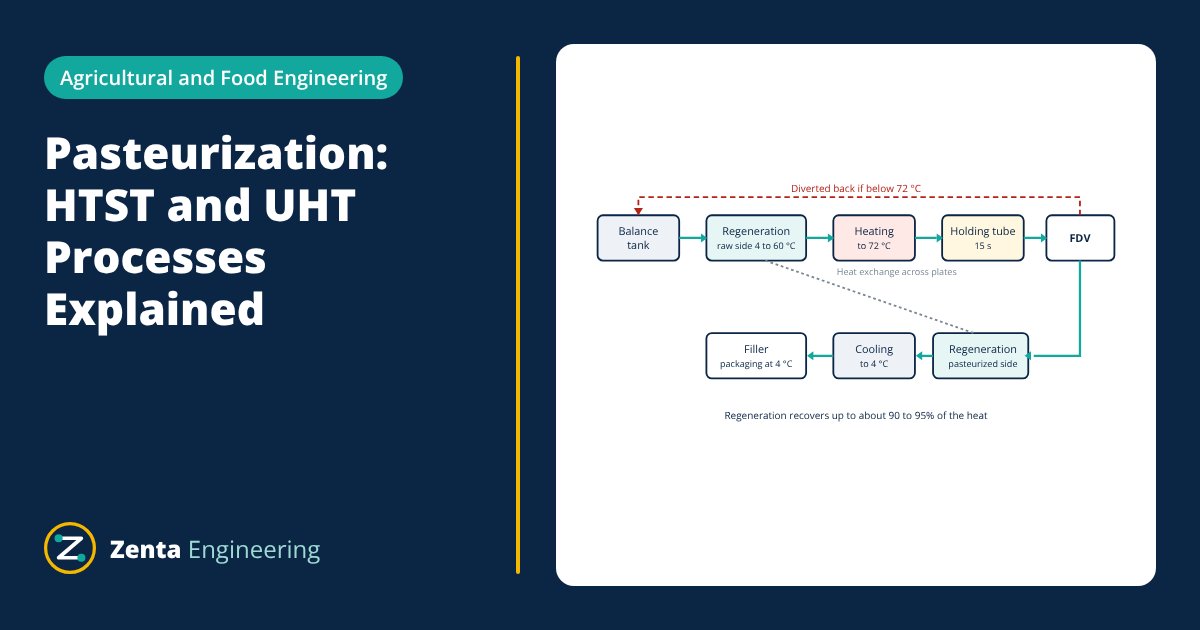 Agricultural and Food Engineering
Pasteurization:
HTST and UHT
Processes
Explained
Zenta Engineering
Diverted back if below 72 °C
Balance
tank
Regeneration
raw side 4 to 60 °C
Heating
to 72 °C
Holding tube
15 s
FDV
Heat exchange across plates
Filler
packaging at 4 °C
Cooling
to 4 °C
Regeneration
pasteurized side
Regeneration recovers up to about 90 to 95% of the heat